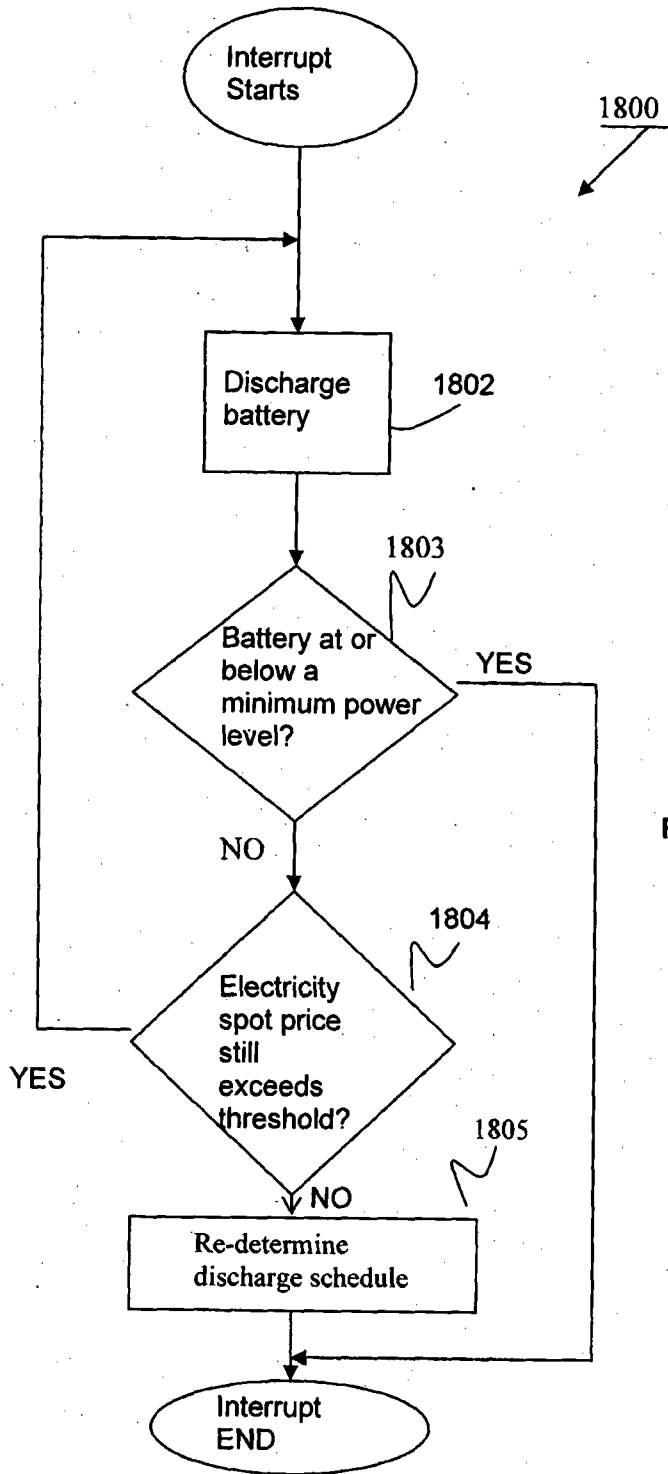 Interrupt
Starts
1800
Discharge
battery
1802
1803
Battery at or
below a
minimum power
level?
YES
NO
1804
Electricity
spot price
still
exceeds
threshold?
YES
1805
NO
Re-determine
discharge schedule
Interrupt
END